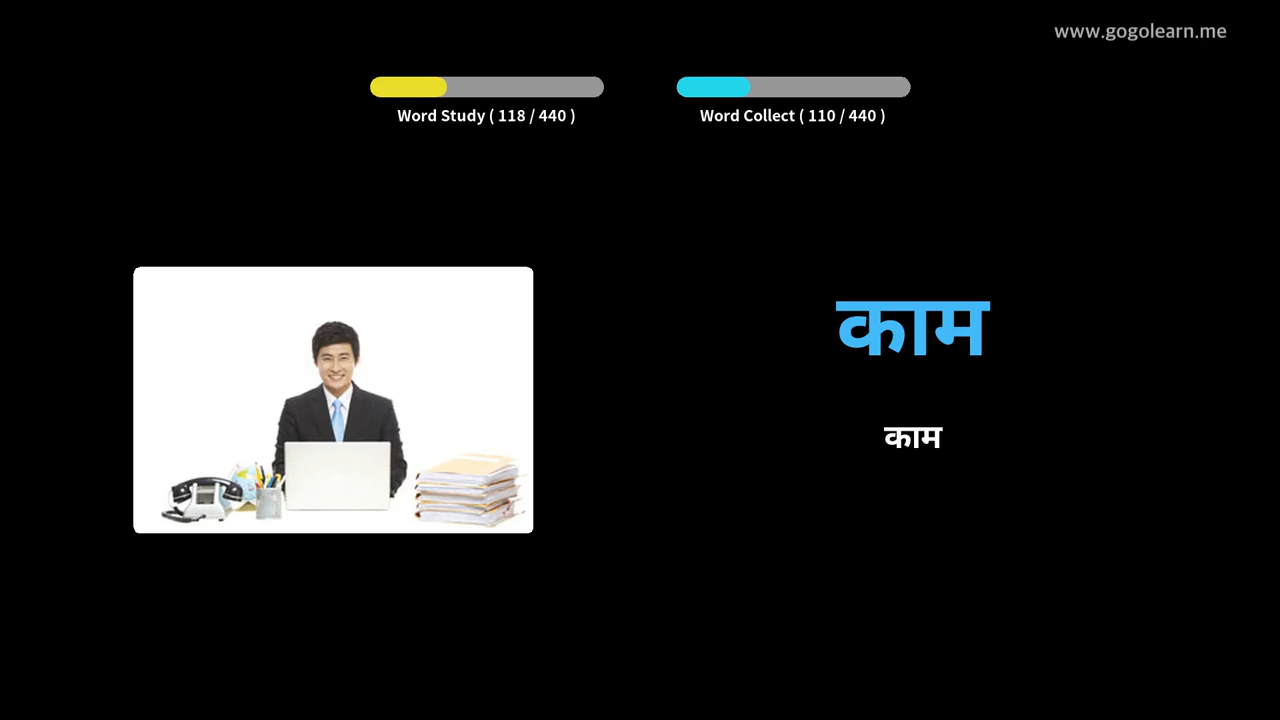 www.gogolearn.me
Word Study ( 118 / 440 )
Word Collect ( 110 / 440 )
काम
काम